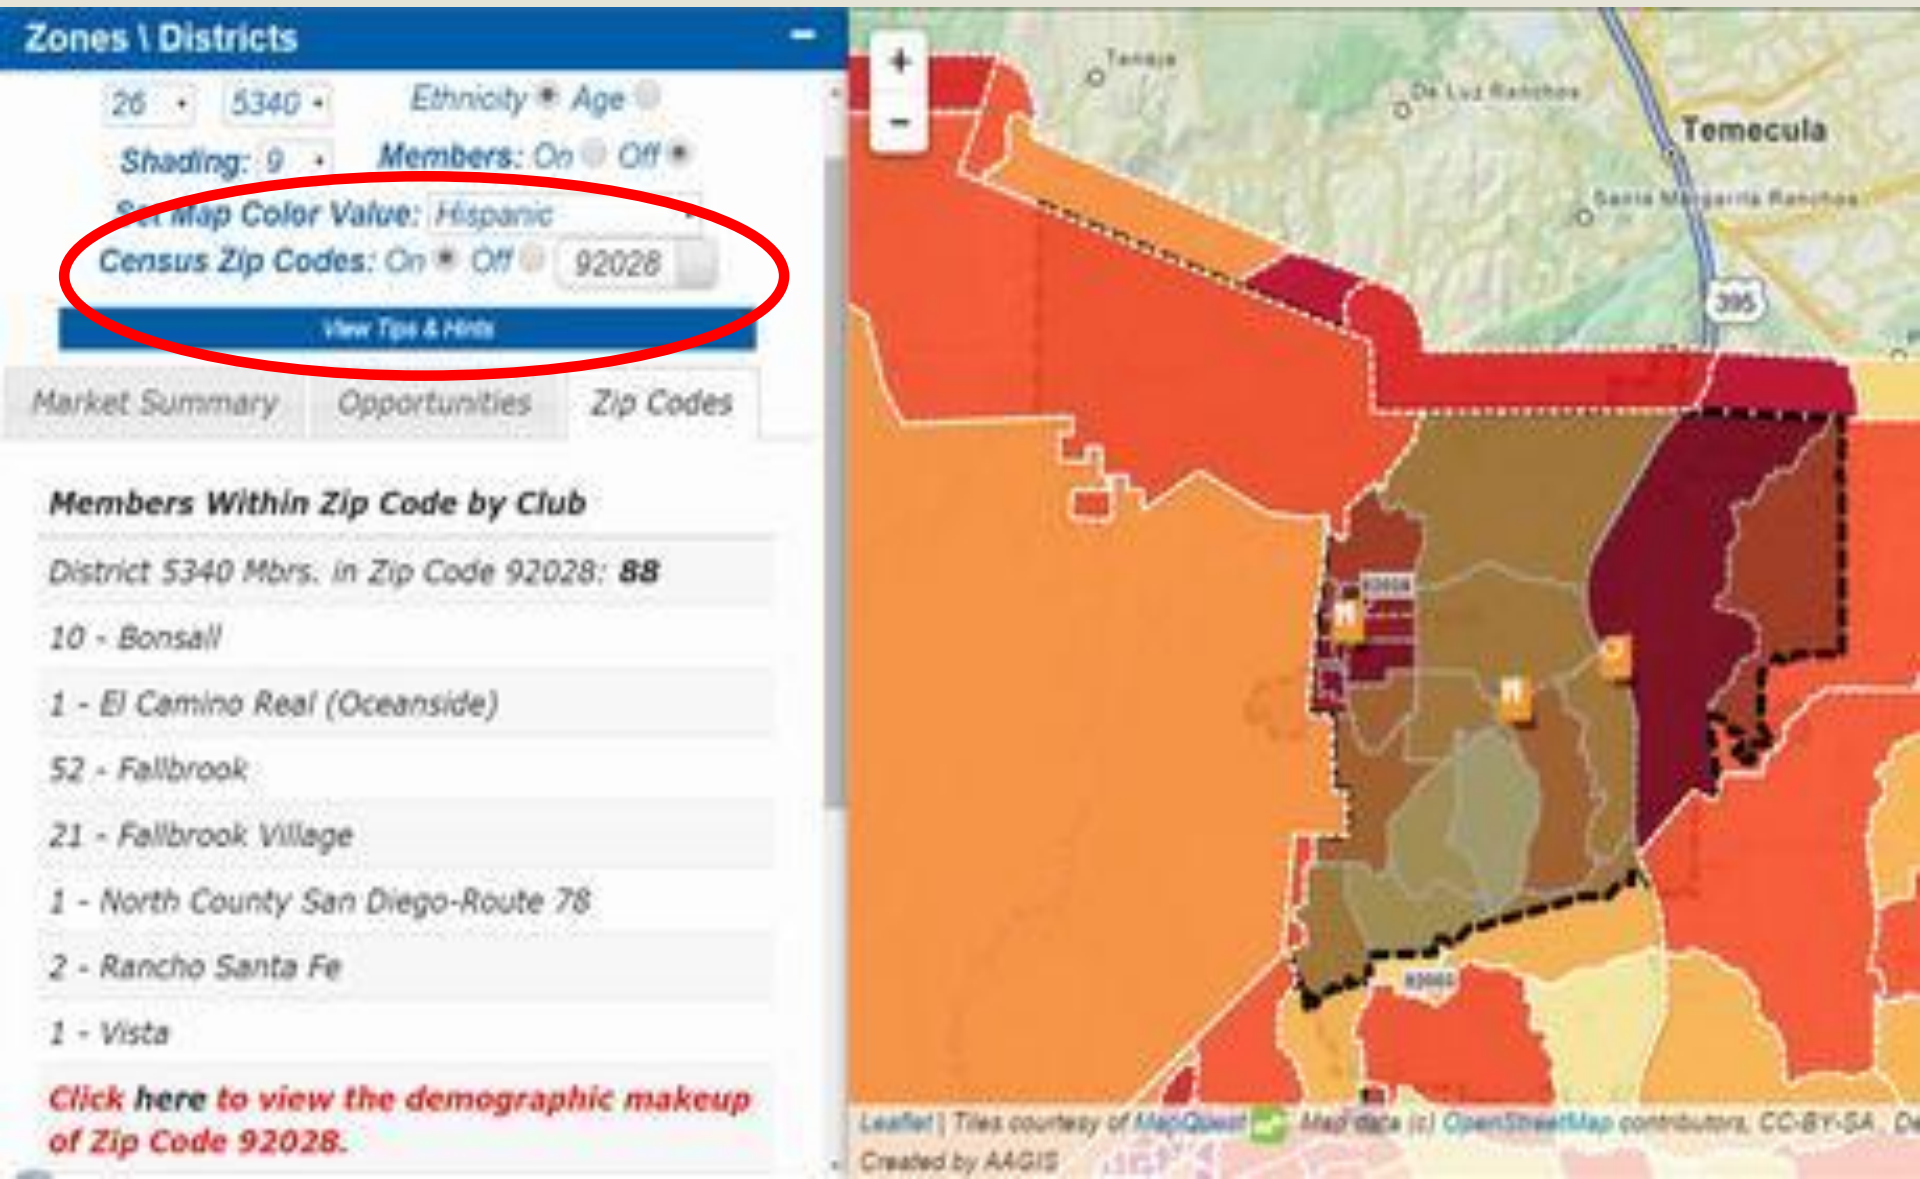 Zones \ Districts
26 5340 Ethnicity Age
Shading: 9 Members: On Off
Set Map Color Value: Hispanic
Census Zip Codes: On Off 92028
View Tips & Hints
Market Summary Opportunities Zip Codes
Members Within Zip Code by Club
District 5340 Mbrs. in Zip Code 92028: 88
10 - Bonsall
1 - El Camino Real (Oceanside)
52 - Fallbrook
21 - Fallbrook Village
1 - North County San Diego-Route 78
2 - Rancho Santa Fe
1 - Vista
Click here to view the demographic makeup
of Zip Code 92028.
+
-
Tenaja
De Luz Ranchos
Temecula
Santa Margarita Ranchos
395
92028
Leaflet | Tiles courtesy of MapQuest Map data (c) OpenStreetMap contributors, CC-BY-SA, De
Created by AAGIS